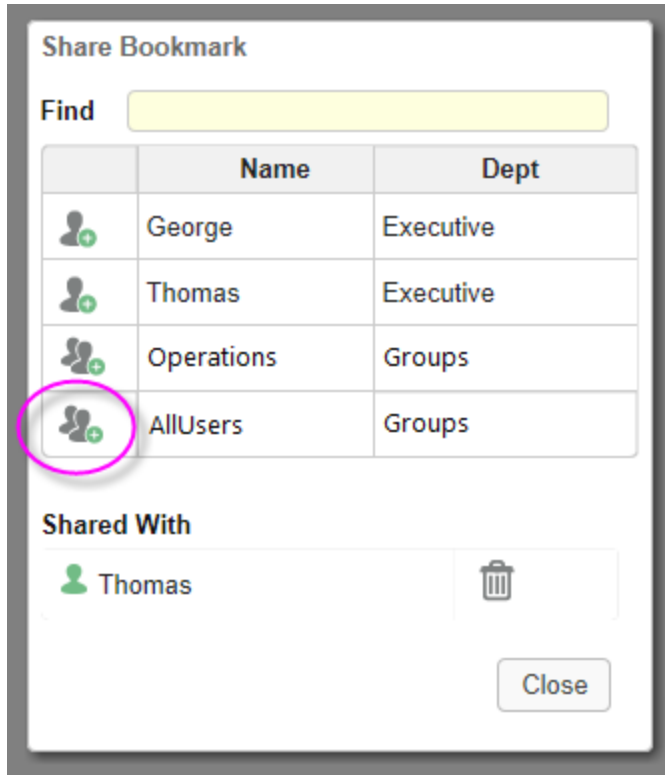 Share Bookmark
Find
Name Dept
George Executive
Thomas Executive
Operations Groups
AllUsers Groups
Shared With
Thomas
Close